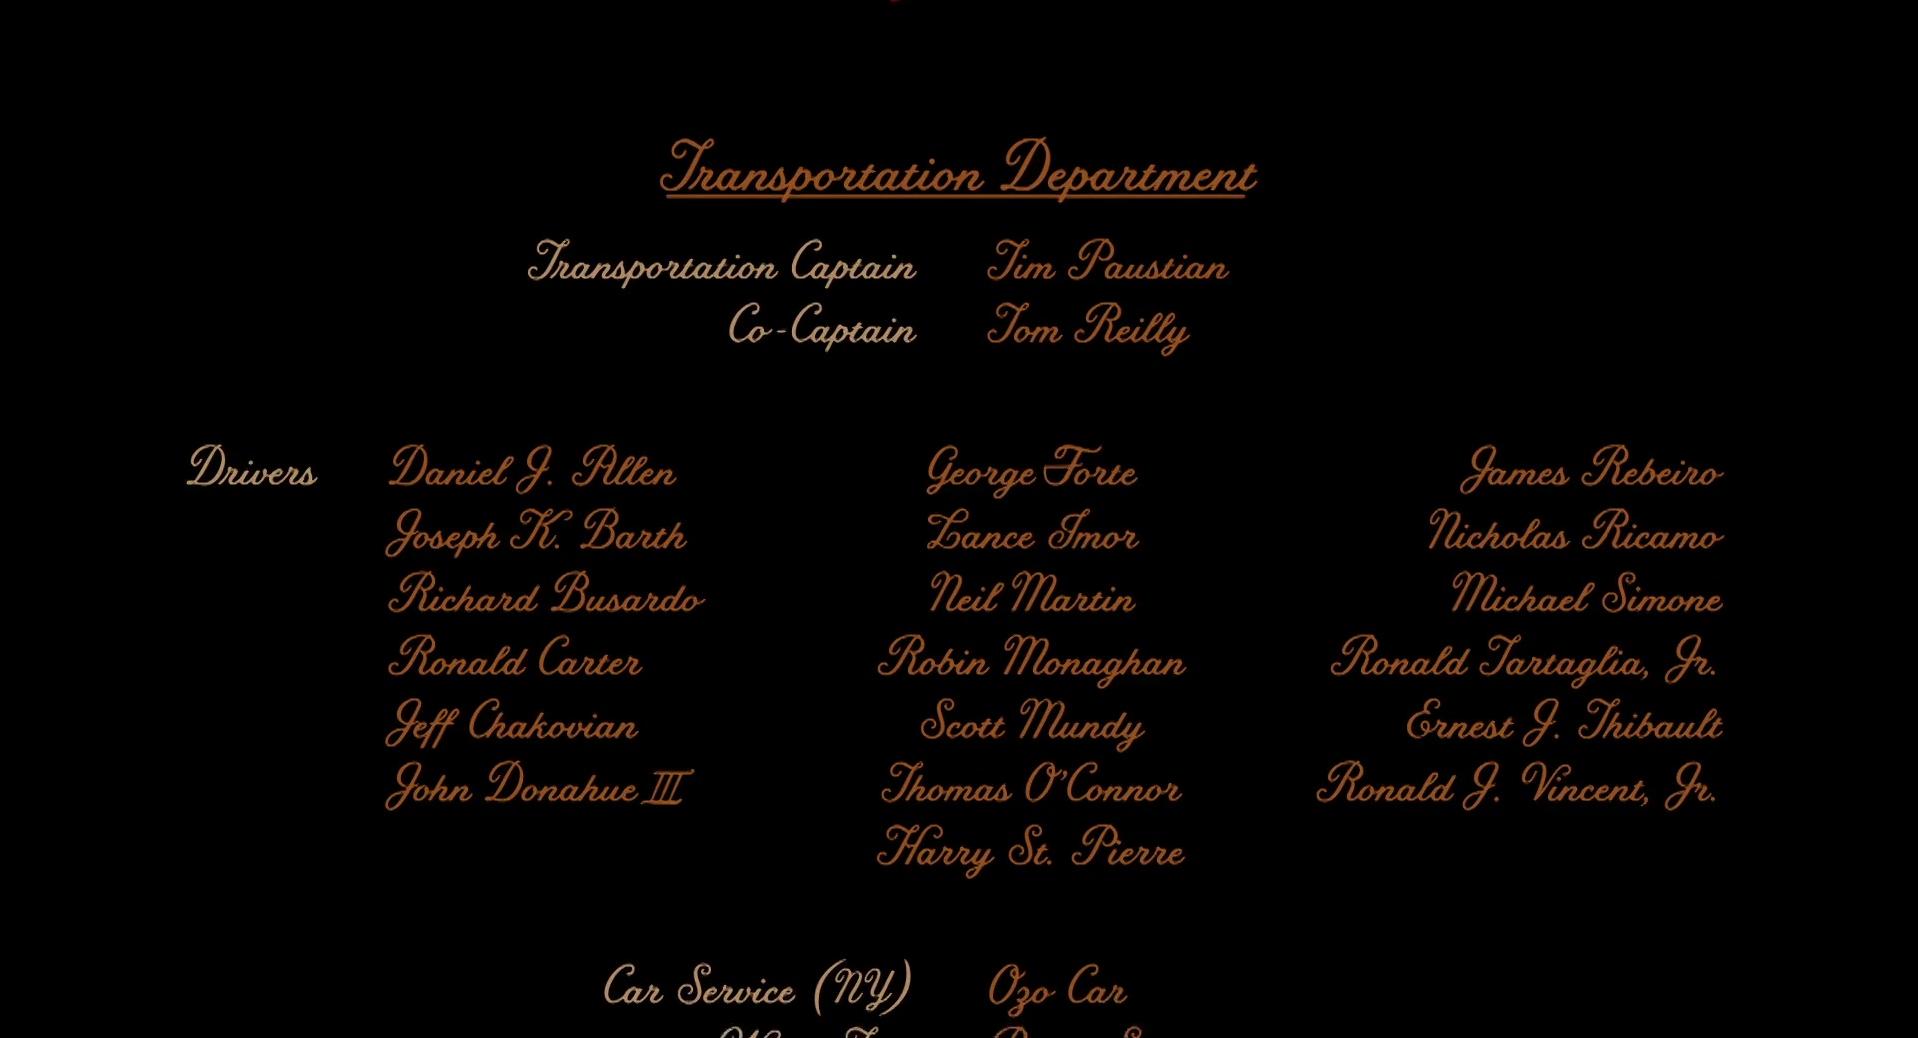 Transportation Department
Transportation Captain Tim Paustian
Co-Captain Tom Reilly
Drivers Daniel J. Allen George Forte James Rebeiro
Joseph K. Barth Lance Imor Nicholas Ricamo
Richard Busardo Neil Martin Michael Simone
Ronald Carter Robin Monaghan Ronald Tartaglia, Jr.
Jeff Chakovian Scott Mundy Ernest J. Thibault
John Donahue III Thomas O'Connor Ronald J. Vincent, Jr.
Harry St. Pierre
Car Service (NY) Ozo Car